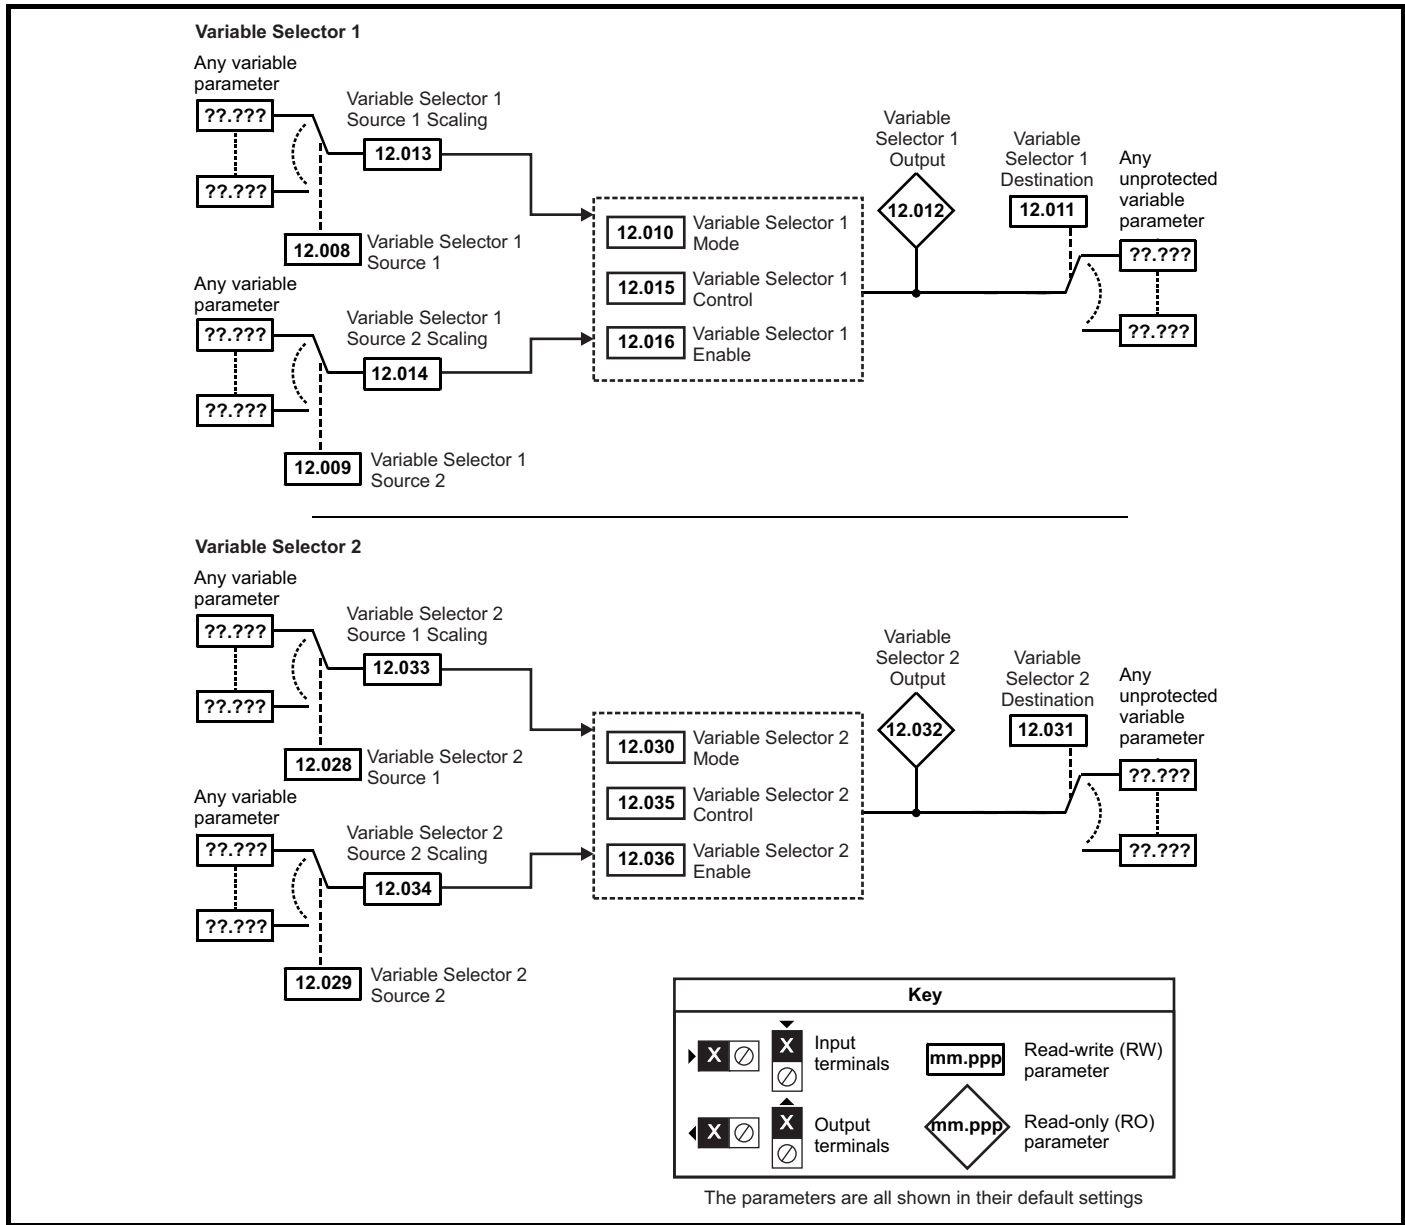 Variable Selector 1
Any variable
parameter
??.???
??.???
Variable Selector 1
Source 1 Scaling
12.013
12.008
Variable Selector 1
Source 1
Any variable
parameter
??.???
??.???
Variable Selector 1
Source 2 Scaling
12.014
12.009
Variable Selector 1
Source 2
12.010
Variable Selector 1
Mode
12.015
Variable Selector 1
Control
12.016
Variable Selector 1
Enable
Variable
Selector 1
Output
12.012
Variable
Selector 1
Destination
12.011
Any
unprotected
variable
parameter
??.???
??.???
Variable Selector 2
Any variable
parameter
??.???
??.???
Variable Selector 2
Source 1 Scaling
12.033
12.028
Variable Selector 2
Source 1
Any variable
parameter
??.???
??.???
Variable Selector 2
Source 2 Scaling
12.034
12.029
Variable Selector 2
Source 2
12.030
Variable Selector 2
Mode
12.035
Variable Selector 2
Control
12.036
Variable Selector 2
Enable
Variable
Selector 2
Output
12.032
Variable
Selector 2
Destination
12.031
Any
unprotected
variable
parameter
??.???
??.???
Key
X
X
Input
terminals
mm.ppp
Read-write (RW)
parameter
X
X
Output
terminals
mm.ppp
Read-only (RO)
parameter
The parameters are all shown in their default settings